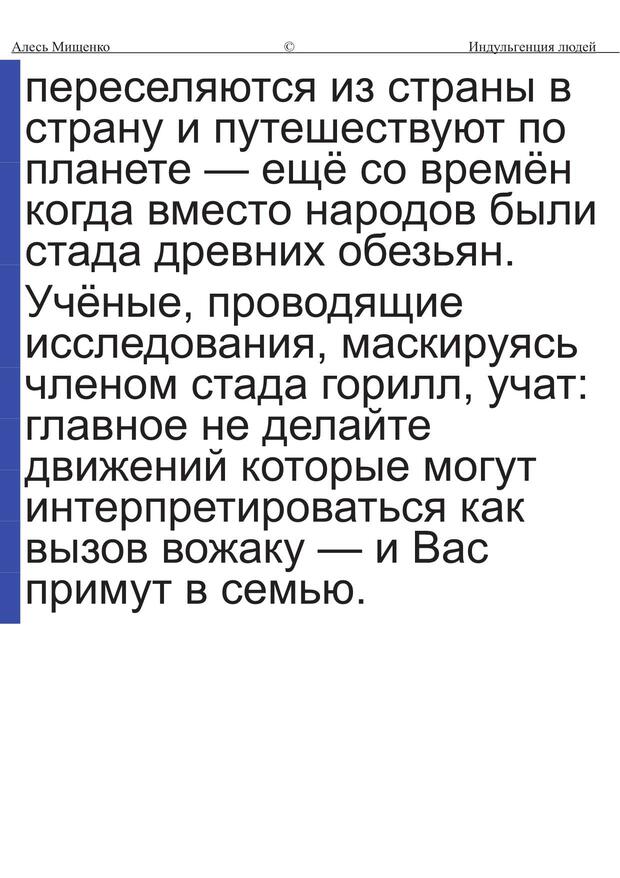 Алесь Мищенко © Индульгенция людей
переселяются из страны в
страну и путешествуют по
планете — ещё со времён
когда вместо народов были
стада древних обезьян.
Учёные, проводящие
исследования, маскируясь
членом стада горилл, учат:
главное не делайте
движений которые могут
интерпретироваться как
вызов вожаку — и Вас
примут в семью.